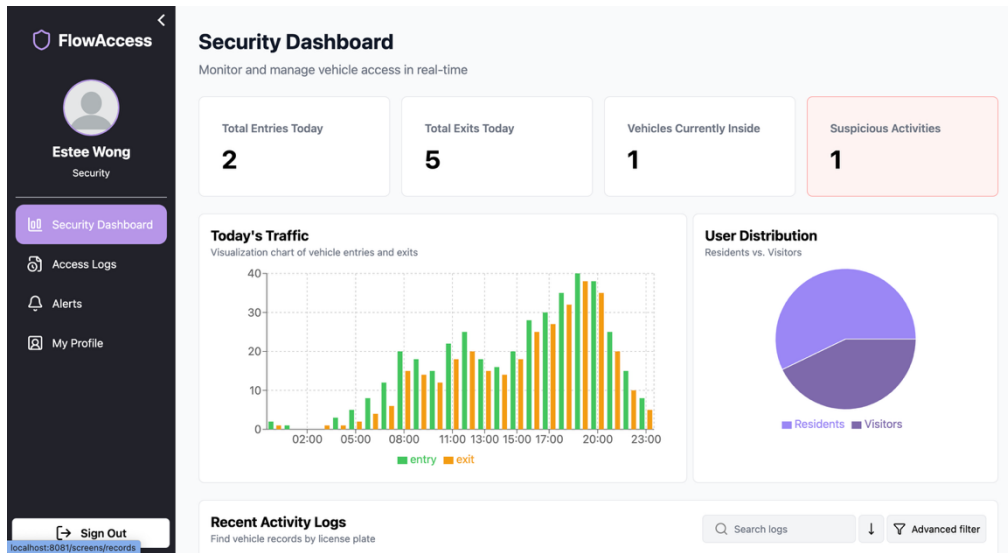 FlowAccess
Estee Wong
Security
Security Dashboard
Access Logs
Alerts
My Profile
Sign Out
localhost:8081/screens/records
Security Dashboard
Monitor and manage vehicle access in real-time
Total Entries Today
2
Total Exits Today
5
Vehicles Currently Inside
1
Suspicious Activities
1
Today's Traffic
Visualization chart of vehicle entries and exits
40
30
20
10
0
02:00 05:00 08:00 11:00 13:00 15:00 17:00 20:00 23:00
entry exit
User Distribution
Residents vs. Visitors
Residents Visitors
Recent Activity Logs
Find vehicle records by license plate
Search logs
Advanced filter